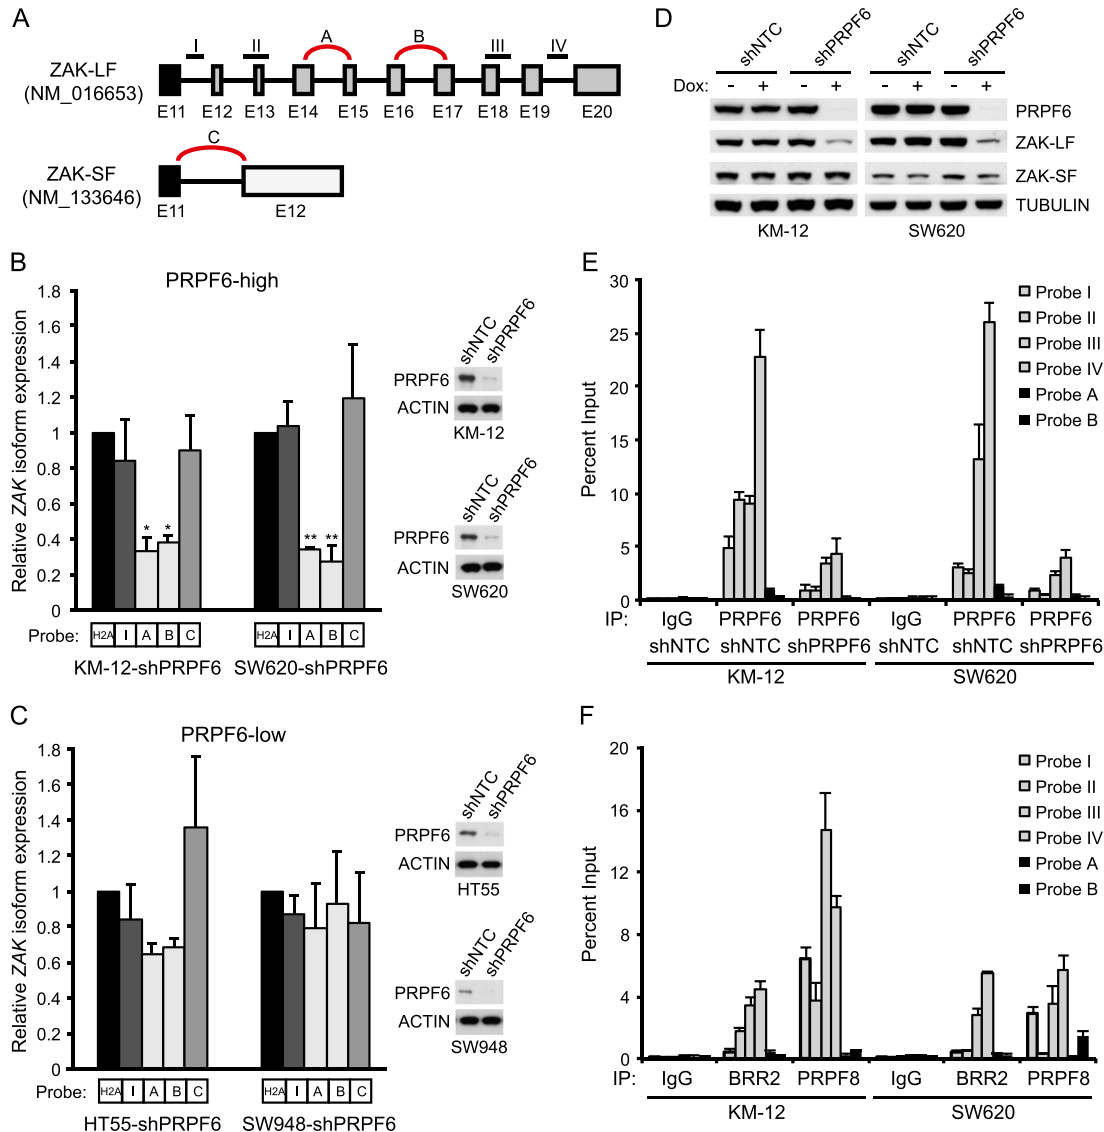 A
I
II
A
B
III
IV
ZAK-LF
(NM_016653)
E11 E12 E13 E14 E15 E16 E17 E18 E19 E20
C
ZAK-SF
(NM_133646)
E11 E12
B
PRPF6-high
Relative ZAK isoform expression
1.8
1.6
1.4
1.2
1.0
0.8
0.6
0.4
0.2
0
* *
** **
Probe: H2A I A B C H2A I A B C
KM-12-shPRPF6 SW620-shPRPF6
shNTC shPRPF6
PRPF6
ACTIN
KM-12
shNTC shPRPF6
PRPF6
ACTIN
SW620
C
PRPF6-low
Relative ZAK isoform expression
1.8
1.6
1.4
1.2
1.0
0.8
0.6
0.4
0.2
0
Probe: H2A I A B C H2A I A B C
HT55-shPRPF6 SW948-shPRPF6
shNTC shPRPF6
PRPF6
ACTIN
HT55
shNTC shPRPF6
PRPF6
ACTIN
SW948
D
shNTC shPRPF6 shNTC shPRPF6
Dox: - + - + - + - +
PRPF6
ZAK-LF
ZAK-SF
TUBULIN
KM-12 SW620
E
Percent Input
30
25
20
15
10
5
0
Probe I
Probe II
Probe III
Probe IV
Probe A
Probe B
IP: IgG PRPF6 PRPF6 IgG PRPF6 PRPF6
shNTC shNTC shPRPF6 shNTC shNTC shPRPF6
KM-12 SW620
F
Percent Input
20
16
12
8
4
0
Probe I
Probe II
Probe III
Probe IV
Probe A
Probe B
IP: IgG BRR2 PRPF8 IgG BRR2 PRPF8
KM-12 SW620